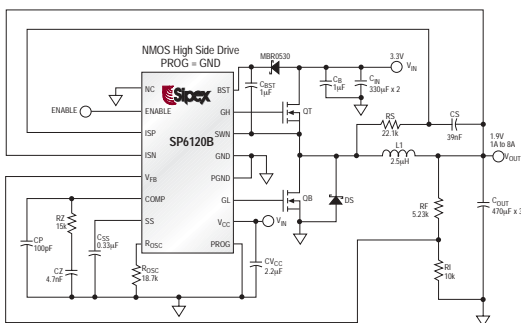 NMOS High Side Drive
PROG = GND
MBR0530
3.3V
VIN
NC
ENABLE
ENABLE
ISP
ISN
VFB
COMP
SS
ROSC
Sipex
SP6120B
BST
GH
SWN
GND
PGND
GL
VCC
PROG
CBST
1µF
CB
1µF
CIN
330µF x 2
QT
RS
22.1k
CS
39nF
L1
2.5µH
1.9V
1A to 8A
VOUT
QB
DS
VIN
RF
5.23k
COUT
470µF x 3
RI
10k
CP
100pF
RZ
15k
CZ
4.7nF
CSS
0.33µF
ROSC
18.7k
CVCC
2.2µF